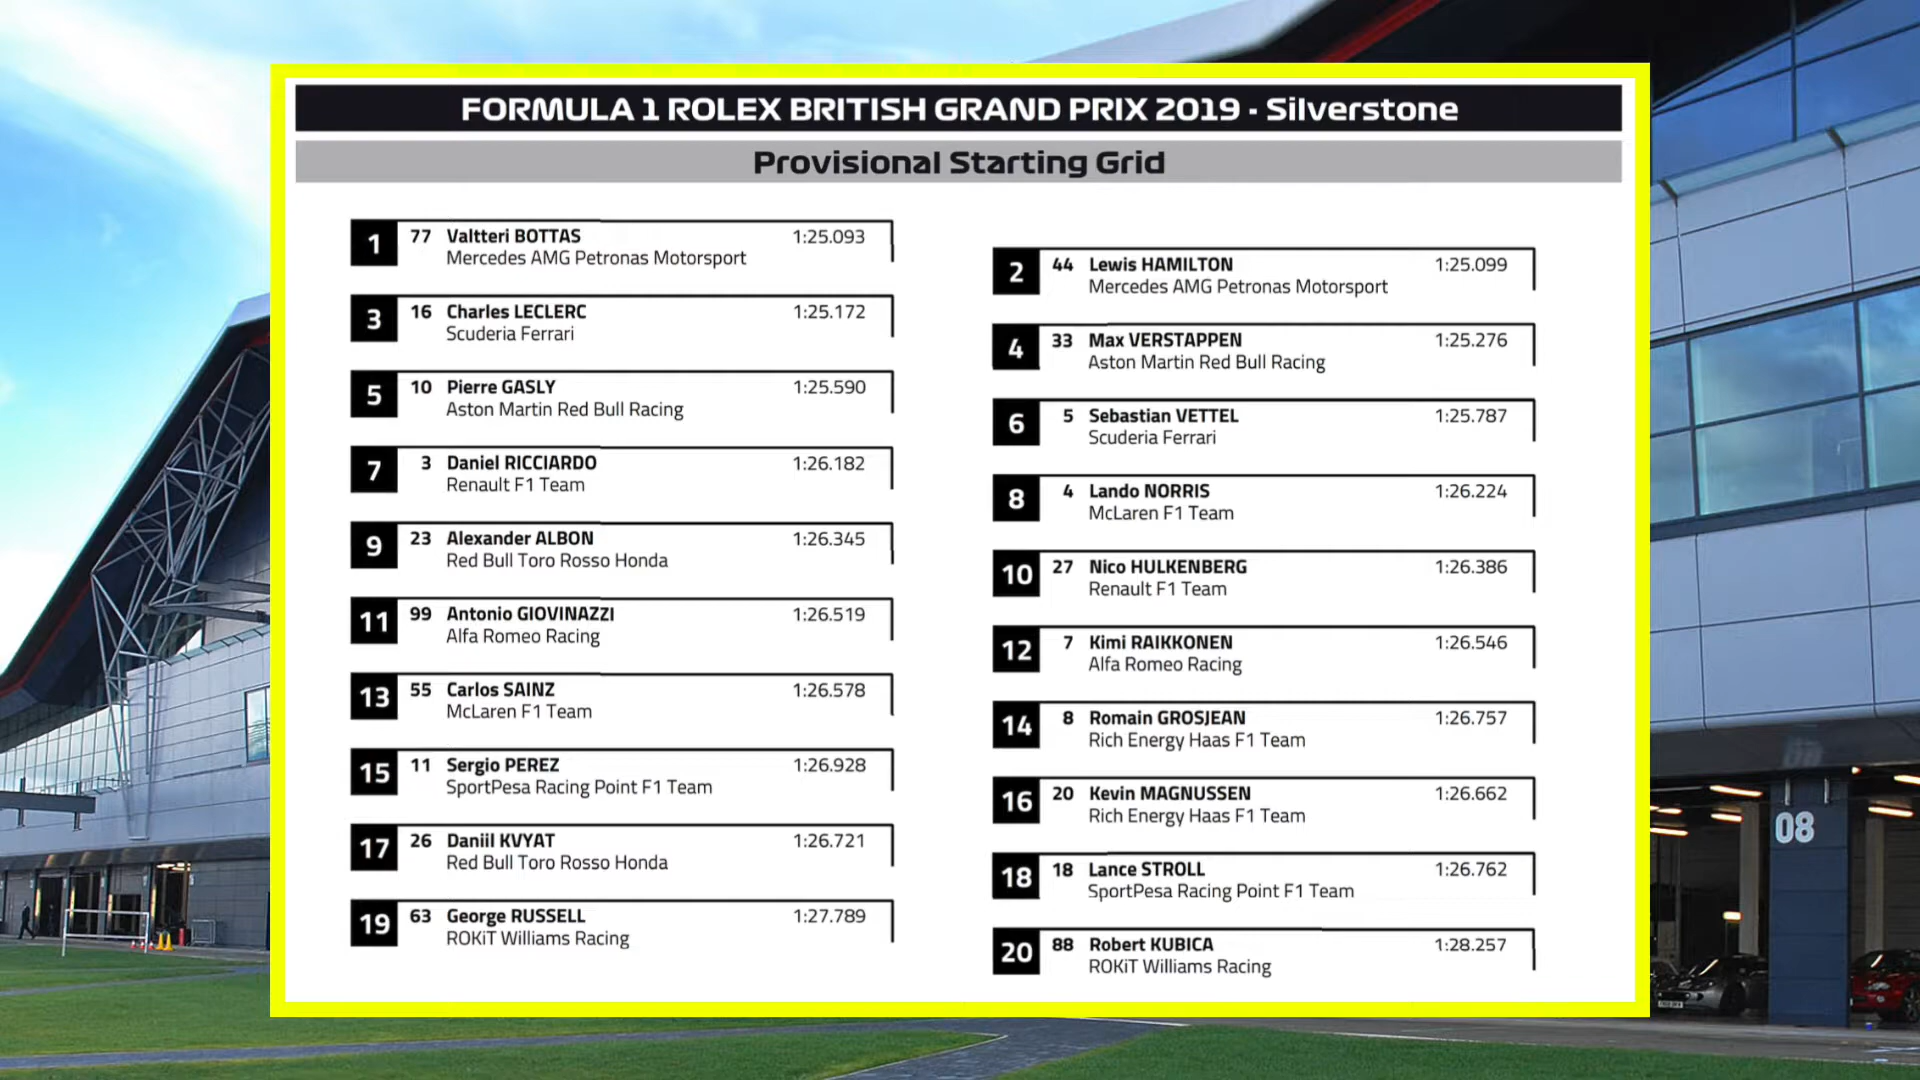 FORMULA 1 ROLEX BRITISH GRAND PRIX 2019 - Silverstone
Provisional Starting Grid
1 77 Valtteri BOTTAS 1:25.093
Mercedes AMG Petronas Motorsport
2 44 Lewis HAMILTON 1:25.099
Mercedes AMG Petronas Motorsport
3 16 Charles LECLERC 1:25.172
Scuderia Ferrari
4 33 Max VERSTAPPEN 1:25.276
Aston Martin Red Bull Racing
5 10 Pierre GASLY 1:25.590
Aston Martin Red Bull Racing
6 5 Sebastian VETTEL 1:25.787
Scuderia Ferrari
7 3 Daniel RICCIARDO 1:26.182
Renault F1 Team
8 4 Lando NORRIS 1:26.224
McLaren F1 Team
9 23 Alexander ALBON 1:26.345
Red Bull Toro Rosso Honda
10 27 Nico HULKENBERG 1:26.386
Renault F1 Team
11 99 Antonio GIOVINAZZI 1:26.519
Alfa Romeo Racing
12 7 Kimi RAIKKONEN 1:26.546
Alfa Romeo Racing
13 55 Carlos SAINZ 1:26.578
McLaren F1 Team
14 8 Romain GROSJEAN 1:26.757
Rich Energy Haas F1 Team
15 11 Sergio PEREZ 1:26.928
SportPesa Racing Point F1 Team
16 20 Kevin MAGNUSSEN 1:26.662
Rich Energy Haas F1 Team
17 26 Daniil KVYAT 1:26.721
Red Bull Toro Rosso Honda
18 18 Lance STROLL 1:26.762
SportPesa Racing Point F1 Team
19 63 George RUSSELL 1:27.789
ROKiT Williams Racing
20 88 Robert KUBICA 1:28.257
ROKiT Williams Racing
08